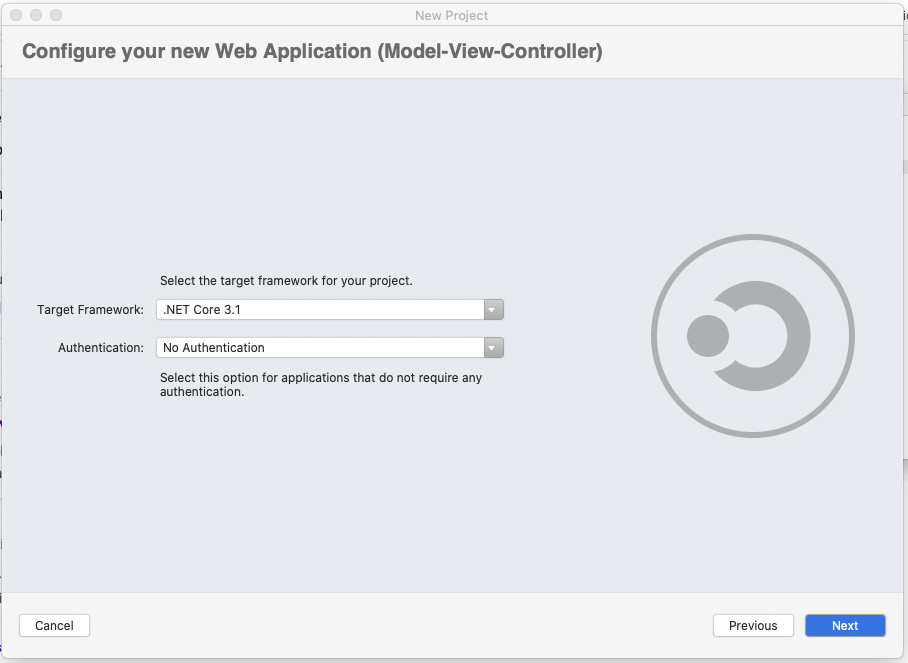 New Project
Configure your new Web Application (Model-View-Controller)
Select the target framework for your project.
Target Framework: .NET Core 3.1
Authentication: No Authentication
Select this option for applications that do not require any
authentication.
Cancel Previous Next